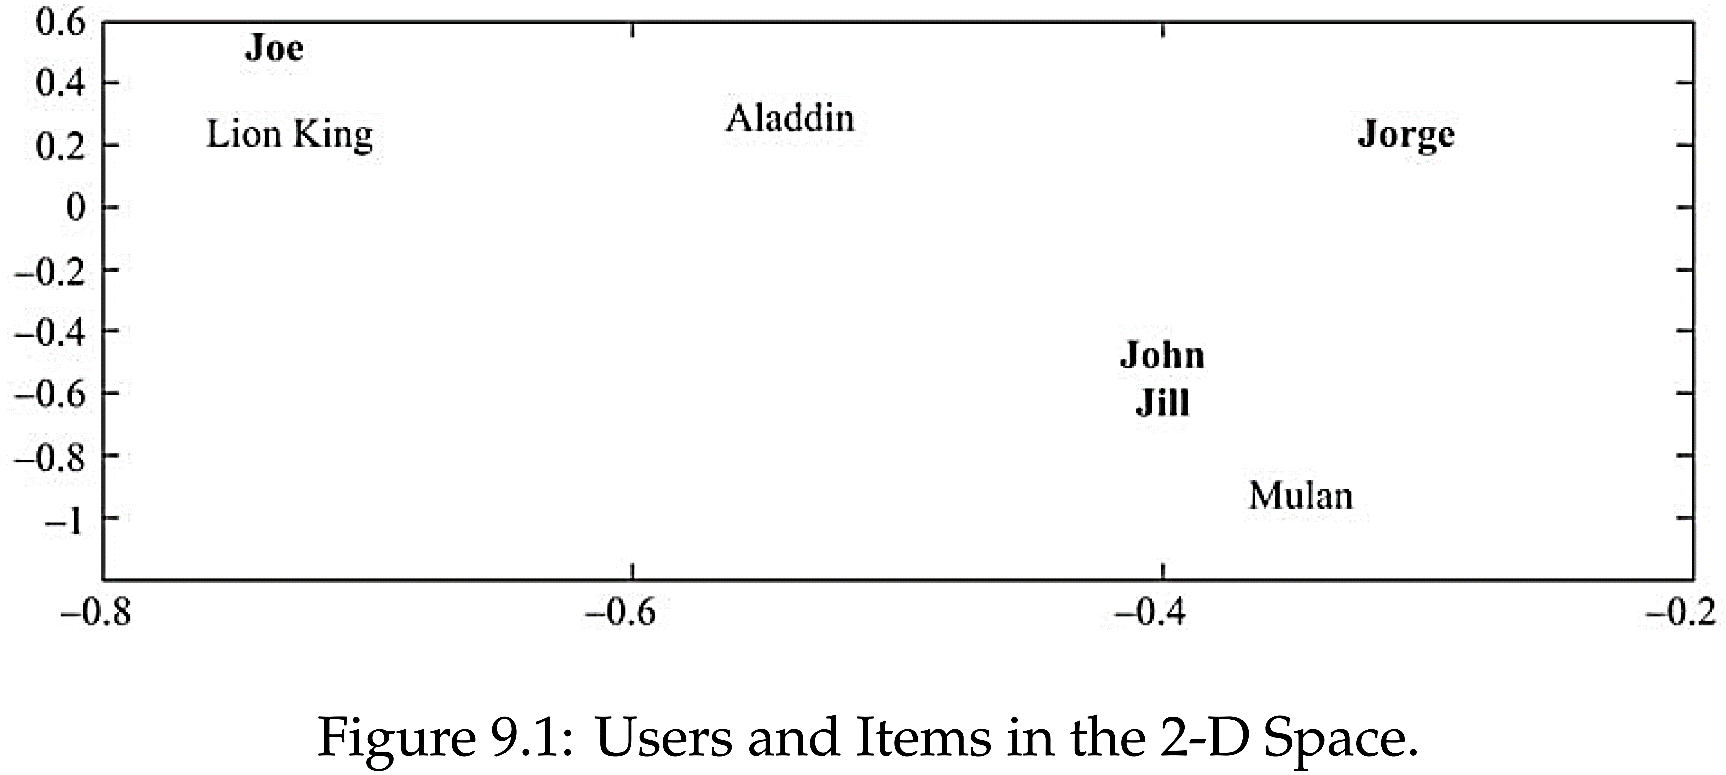 0.6
Joe
0.4
Lion King
Aladdin
Jorge
0.2
0
–0.2
–0.4
John
–0.6
Jill
–0.8
Mulan
–1
–0.8
–0.6
–0.4
–0.2
Figure 9.1: Users and Items in the 2-D Space.